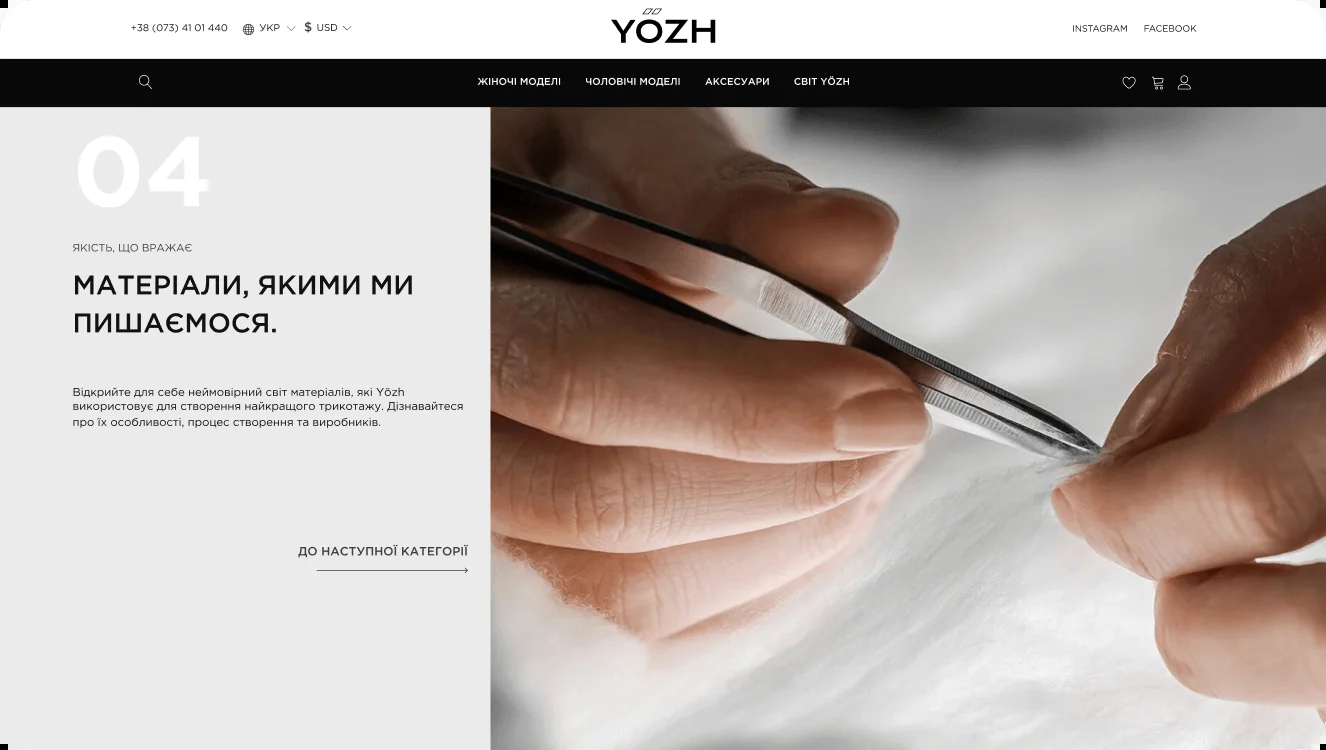 +38 (073) 41 01 440 УКР $ USD
YÖZH
INSTAGRAM FACEBOOK
ЖІНОЧІ МОДЕЛІ ЧОЛОВІЧІ МОДЕЛІ АКСЕСУАРИ СВІТ YÖZH
04
ЯКІСТЬ, ЩО ВРАЖАЄ
МАТЕРІАЛИ, ЯКИМИ МИ
ПИШАЄМОСЯ.
Відкрийте для себе неймовірний світ матеріалів, які Yözh
використовує для створення найкращого трикотажу. Дізнавайтеся
про їх особливості, процес створення та виробників.
ДО НАСТУПНОЇ КАТЕГОРІЇ